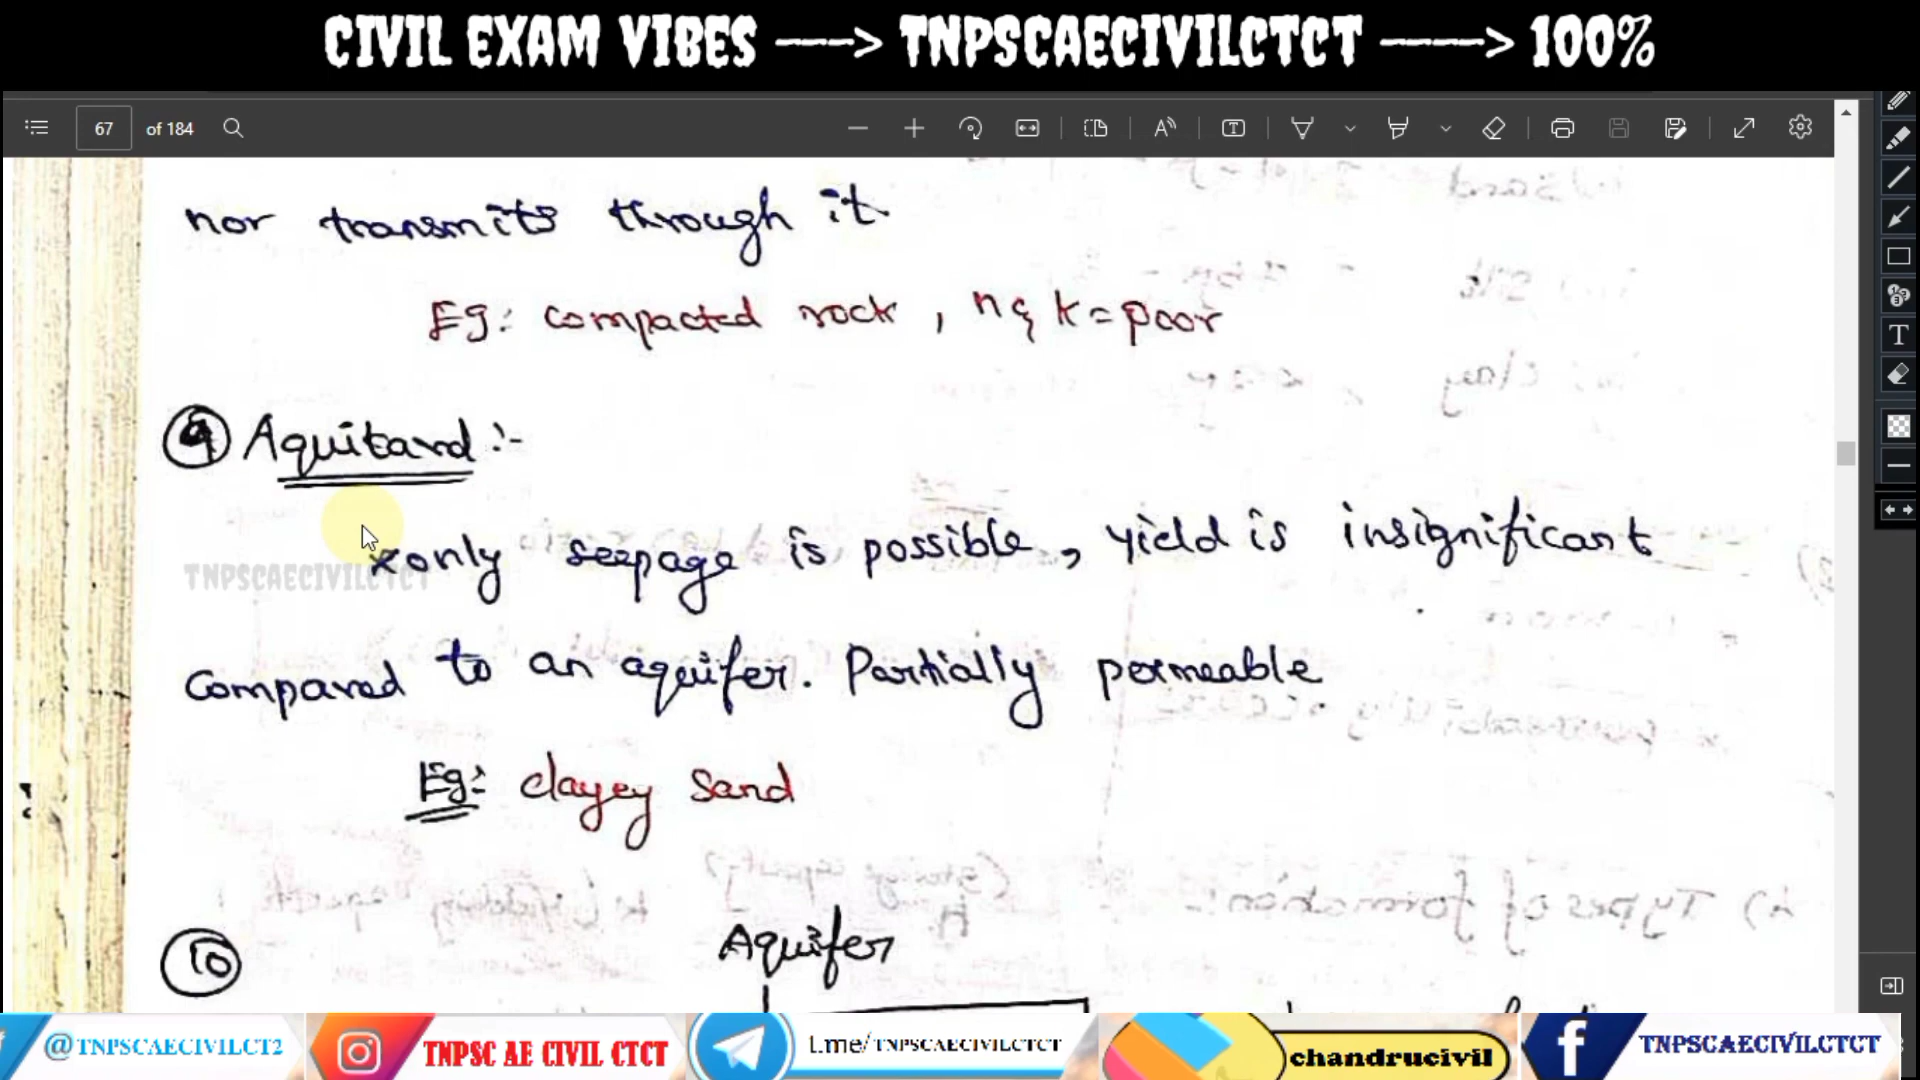 CIVIL EXAM VIBES ---> TNPSCAECIVILCTCT ----> 100%
67 of 184
nor transmits through it
Eg: compacted rock, n & k = poor
9 Aquitard :-
* only seepage is possible, yield is insignificant
TNPSCAECIVILCTCT
compared to an aquifer. Partially permeable
Eg: clayey sand
10
Aquifer
@TNPSCAECIVILCT2
TNPSC AE CIVIL CTCT
t.me/TNPSCAECIVILCTCT
chandrucivil
TNPSCAECIVILCTCT